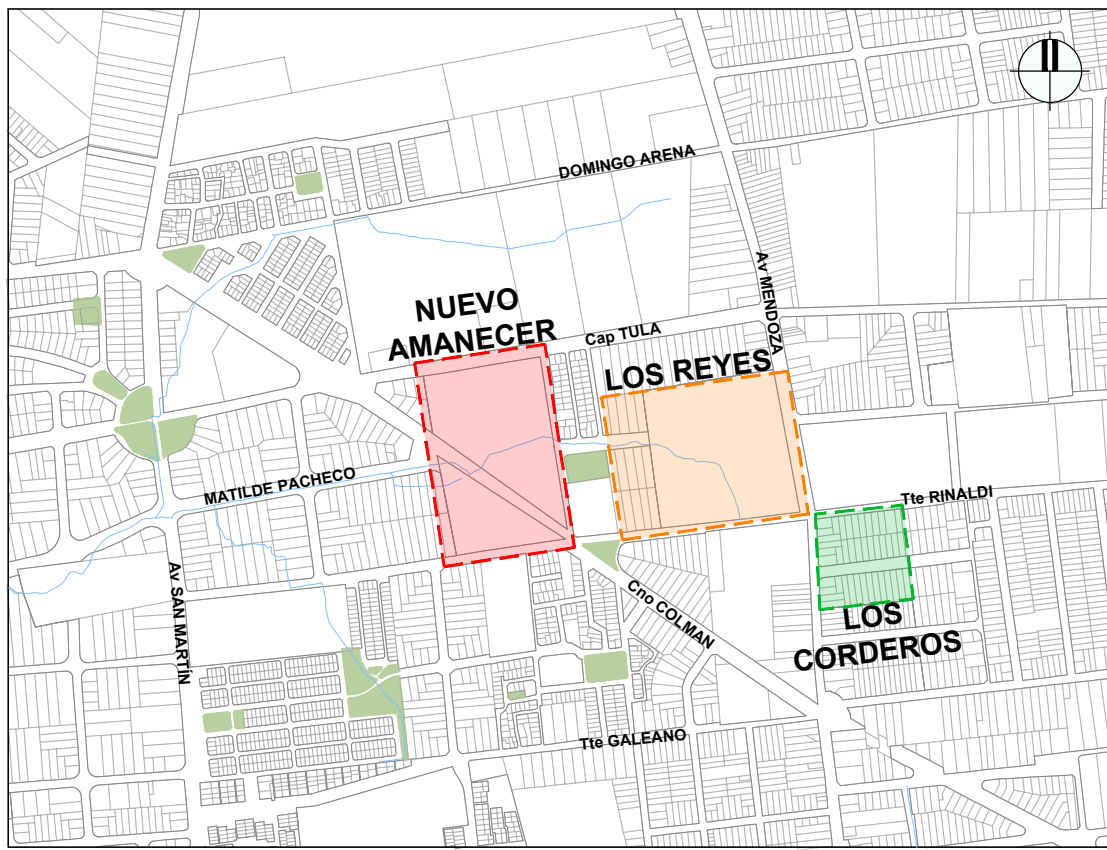 DOMINGO ARENA
Av MENDOZA
NUEVO
AMANECER
Cap TULA
LOS REYES
MATILDE PACHECO
Tte RINALDI
Av SAN MARTÍN
Cno COLMAN
LOS
CORDEROS
Tte GALEANO